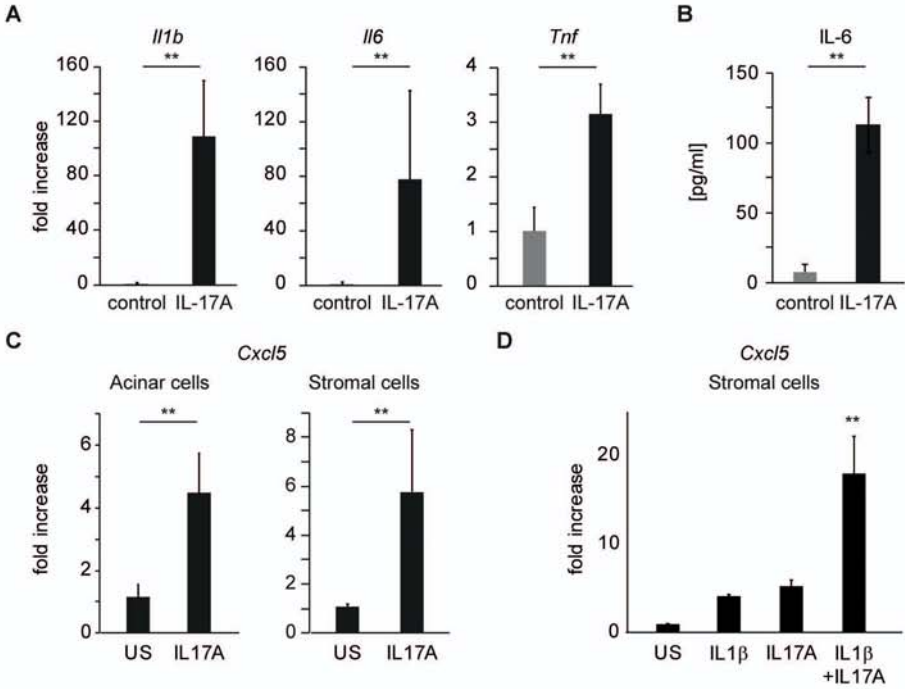 A
Il1b
**
fold increase
160
120
80
40
0
control IL-17A
Il6
**
160
120
80
40
0
control IL-17A
Tnf
**
4
3
2
1
0
control IL-17A
B
IL-6
**
[pg/ml]
150
100
50
0
control IL-17A
C
Cxcl5
Acinar cells
**
fold increase
6
4
2
0
US IL17A
Stromal cells
**
8
6
4
2
0
US IL17A
D
Cxcl5
Stromal cells
**
fold increase
20
10
0
US IL1β IL17A IL1β
+IL17A